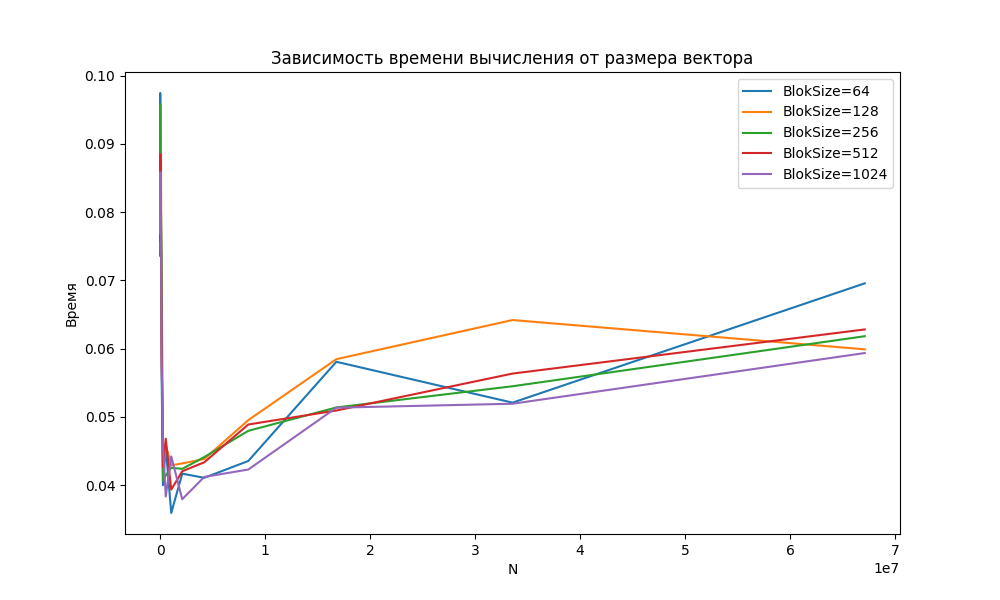 Зависимость времени вычисления от размера вектора
Время
0.10
0.09
0.08
0.07
0.06
0.05
0.04
BlokSize=64
BlokSize=128
BlokSize=256
BlokSize=512
BlokSize=1024
0 1 2 3 4 5 6 7
1e7
N